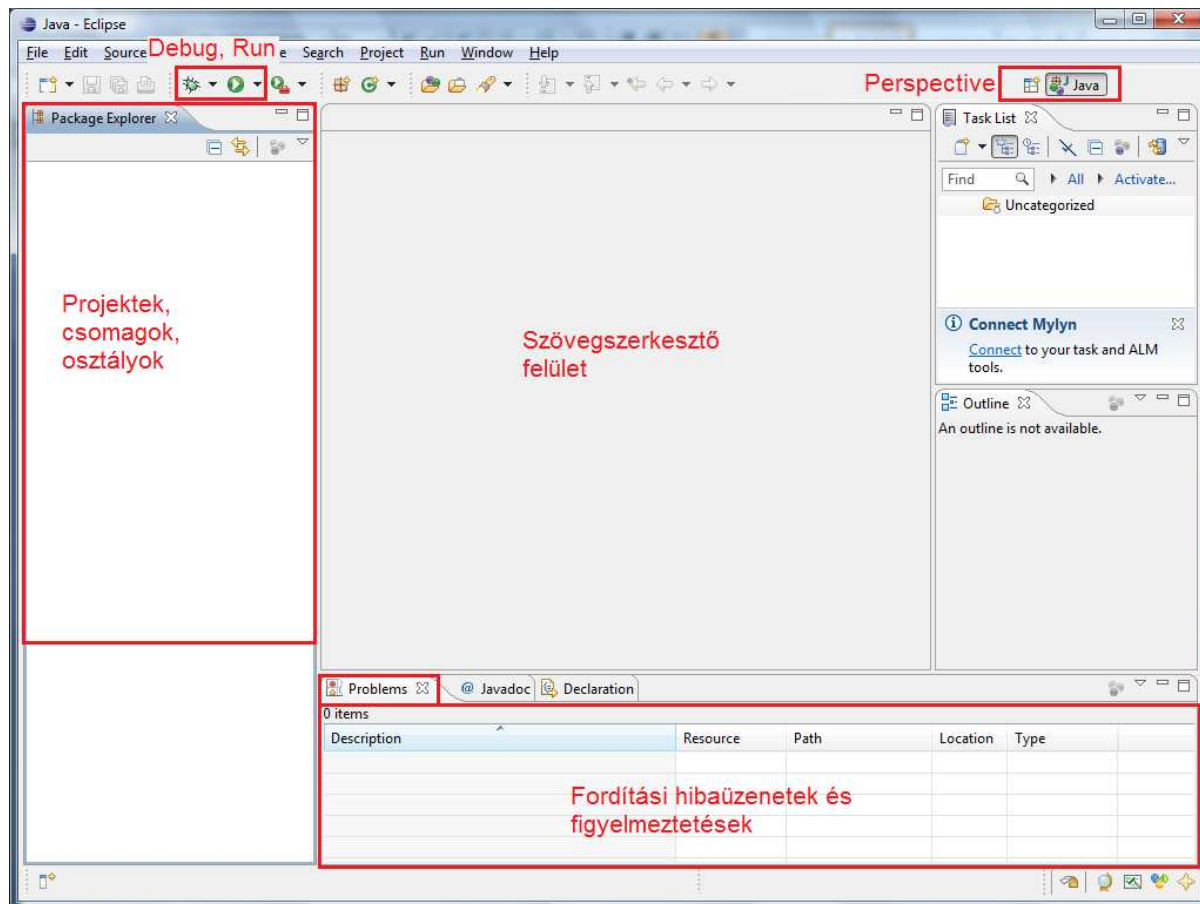 Java - Eclipse
File Edit Source Debug, Run e Search Project Run Window Help
Perspective Java
Package Explorer
Task List
Find All Activate...
Uncategorized
Projektek,
csomagok,
osztályok
Szövegszerkesztő
felület
Connect Mylyn
Connect to your task and ALM
tools.
Outline
An outline is not available.
Problems @ Javadoc Declaration
0 items
Description Resource Path Location Type
Fordítási hibaüzenetek és
figyelmeztetések